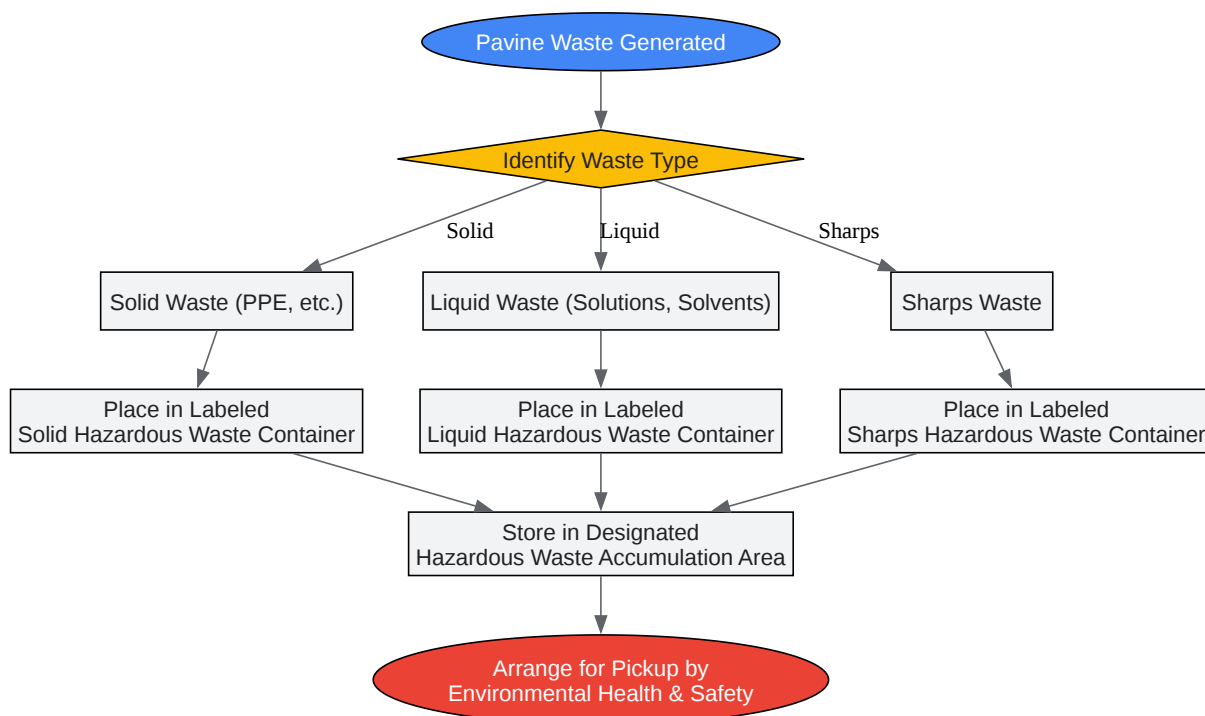 Pavine Waste Generated
Identify Waste Type
Solid
Liquid
Sharps
Solid Waste (PPE, etc.)
Liquid Waste (Solutions, Solvents)
Sharps Waste
Place in Labeled
Solid Hazardous Waste Container
Place in Labeled
Liquid Hazardous Waste Container
Place in Labeled
Sharps Hazardous Waste Container
Store in Designated
Hazardous Waste Accumulation Area
Arrange for Pickup by
Environmental Health & Safety